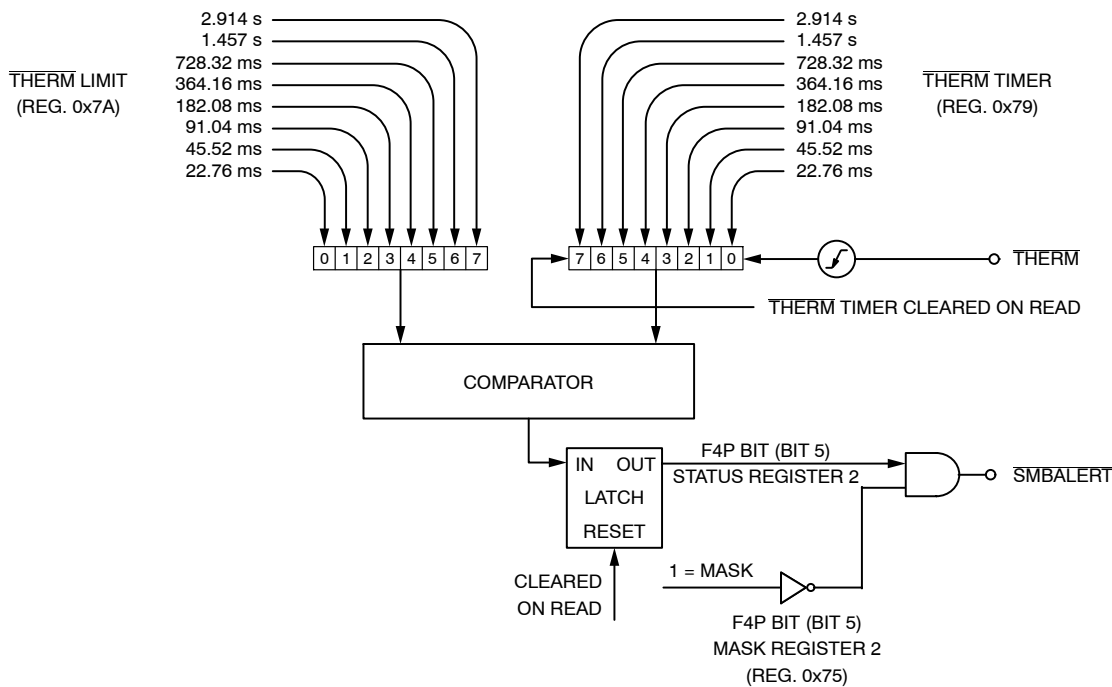 2.914 s
1.457 s
728.32 ms
364.16 ms
182.08 ms
91.04 ms
45.52 ms
22.76 ms
THERM LIMIT
(REG. 0x7A)
2.914 s
1.457 s
728.32 ms
364.16 ms
182.08 ms
91.04 ms
45.52 ms
22.76 ms
THERM TIMER
(REG. 0x79)
0 1 2 3 4 5 6 7
7 6 5 4 3 2 1 0
THERM
THERM TIMER CLEARED ON READ
COMPARATOR
IN OUT
LATCH
RESET
F4P BIT (BIT 5)
STATUS REGISTER 2
SMBALERT
CLEARED
ON READ
1 = MASK
F4P BIT (BIT 5)
MASK REGISTER 2
(REG. 0x75)